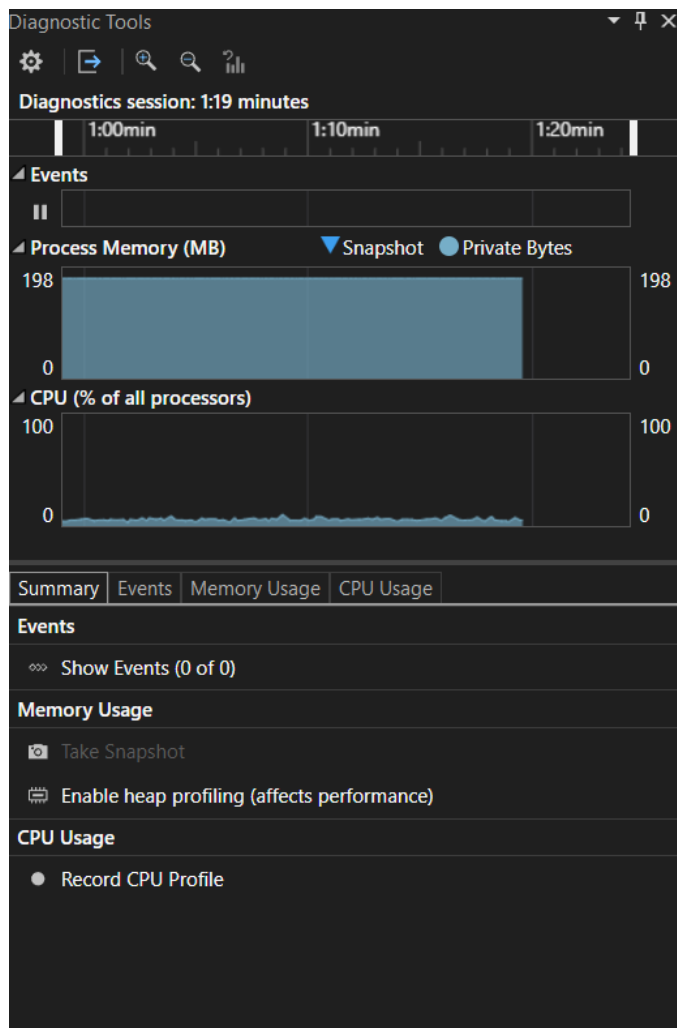 Diagnostic Tools
Diagnostics session: 1:19 minutes
1:00min 1:10min 1:20min
Events
Process Memory (MB) Snapshot Private Bytes
198 198
0 0
CPU (% of all processors)
100 100
0 0
Summary Events Memory Usage CPU Usage
Events
Show Events (0 of 0)
Memory Usage
Take Snapshot
Enable heap profiling (affects performance)
CPU Usage
Record CPU Profile